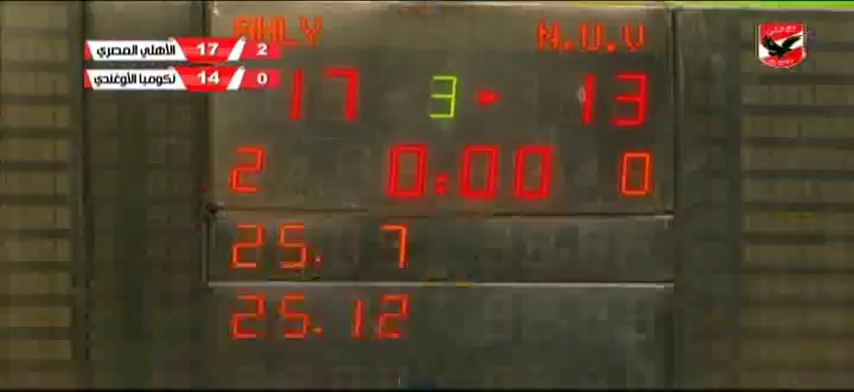 AHLY N.U.V
الأهلي المصري 17 2
نكومبا الأوغندي 14 0
17 3 13
2 0:00 0
25. 7
25.12